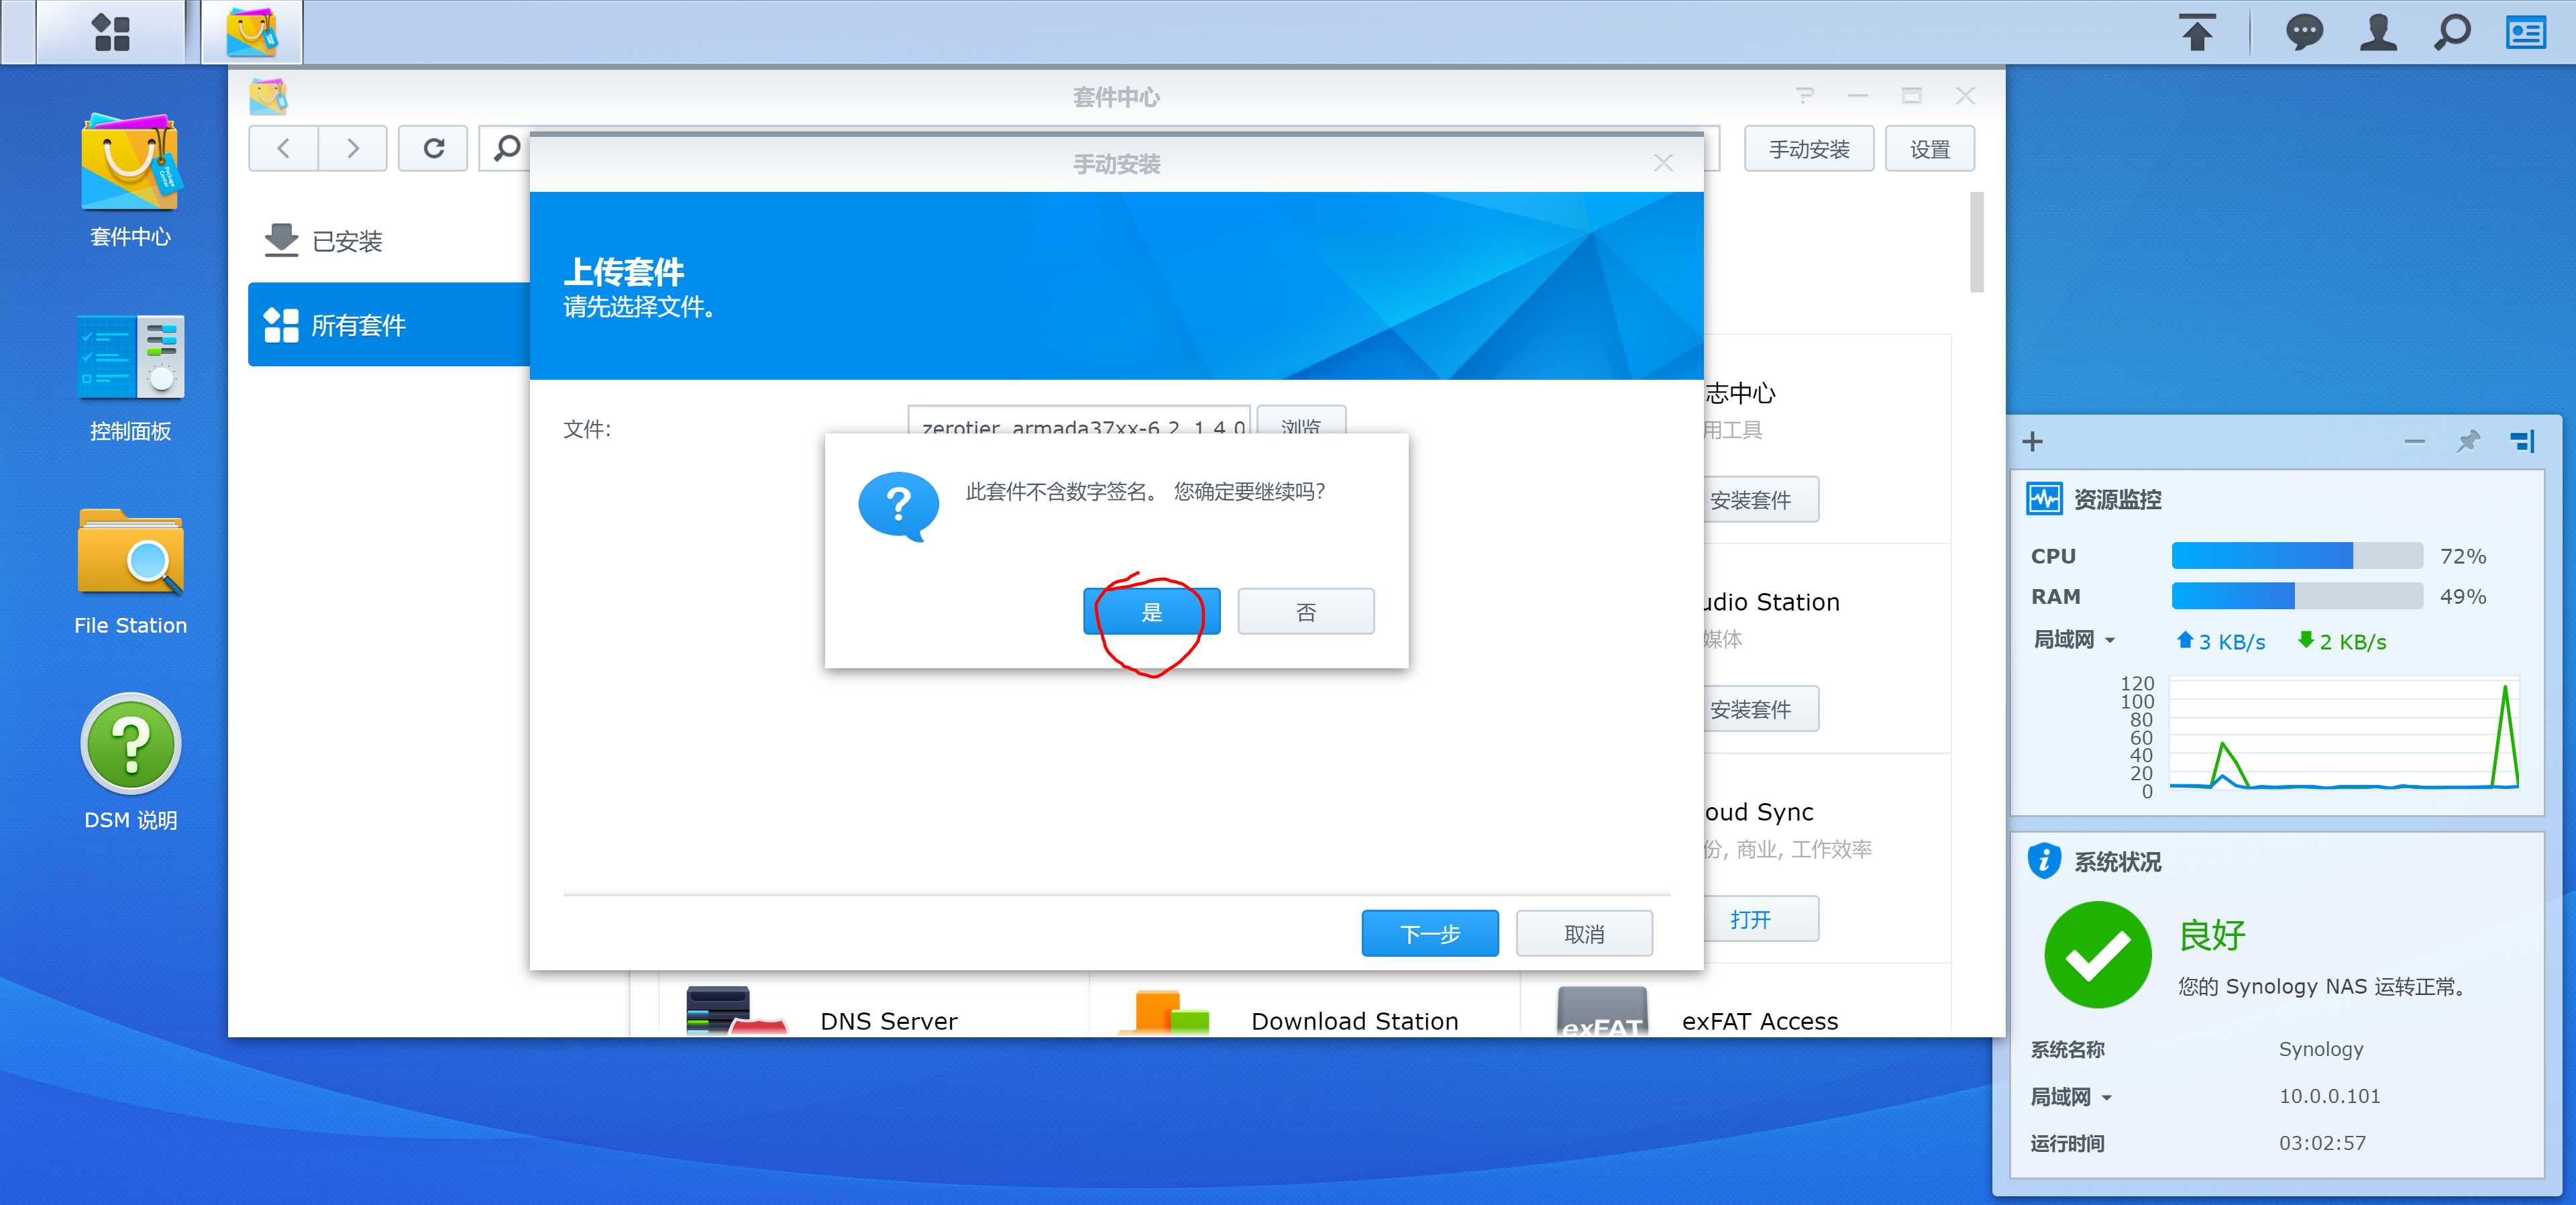 套件中心
手动安装
设置
手动安装
已安装
所有套件
上传套件
请先选择文件。
文件:
zerotier_armada37xx-6.2_1.4.0
浏览
此套件不含数字签名。 您确定要继续吗?
是
否
下一步
取消
志中心
用工具
安装套件
udio Station
媒体
安装套件
oud Sync
份, 商业, 工作效率
打开
DNS Server
Download Station
exFAT
exFAT Access
套件中心
控制面板
File Station
DSM 说明
资源监控
CPU
72%
RAM
49%
局域网
3 KB/s
2 KB/s
120
100
80
60
40
20
0
系统状况
良好
您的 Synology NAS 运转正常。
系统名称
Synology
局域网
10.0.0.101
运行时间
03:02:57